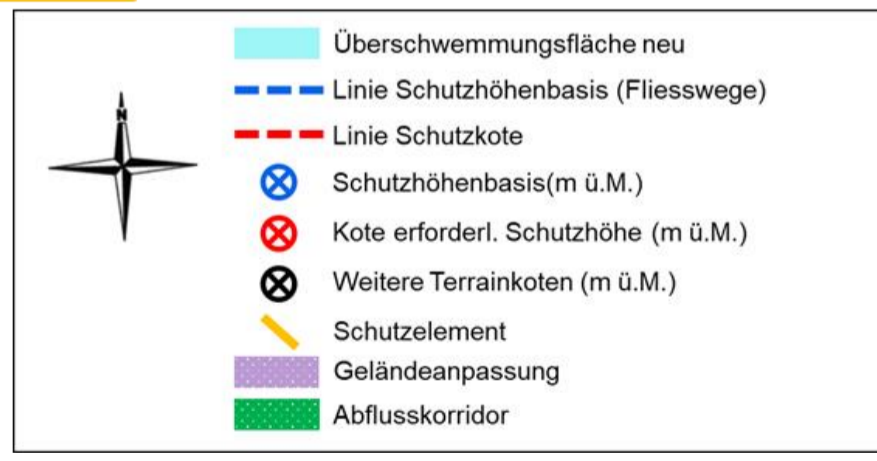 Überschwemmungsfläche neu
Linie Schutzhöhenbasis (Fliesswege)
N
Linie Schutzkote
Schutzhöhenbasis(m ü.M.)
Kote erforderl. Schutzhöhe (m ü.M.)
Weitere Terrainkoten (m ü.M.)
Schutzelement
Geländeanpassung
Abflusskorridor